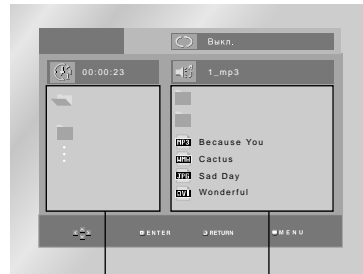 Выкл.
00:00:23
1_mp3
MP3 Because You
WMA Cactus
JPG Sad Day
AVI Wonderful
ENTER RETURN MENU